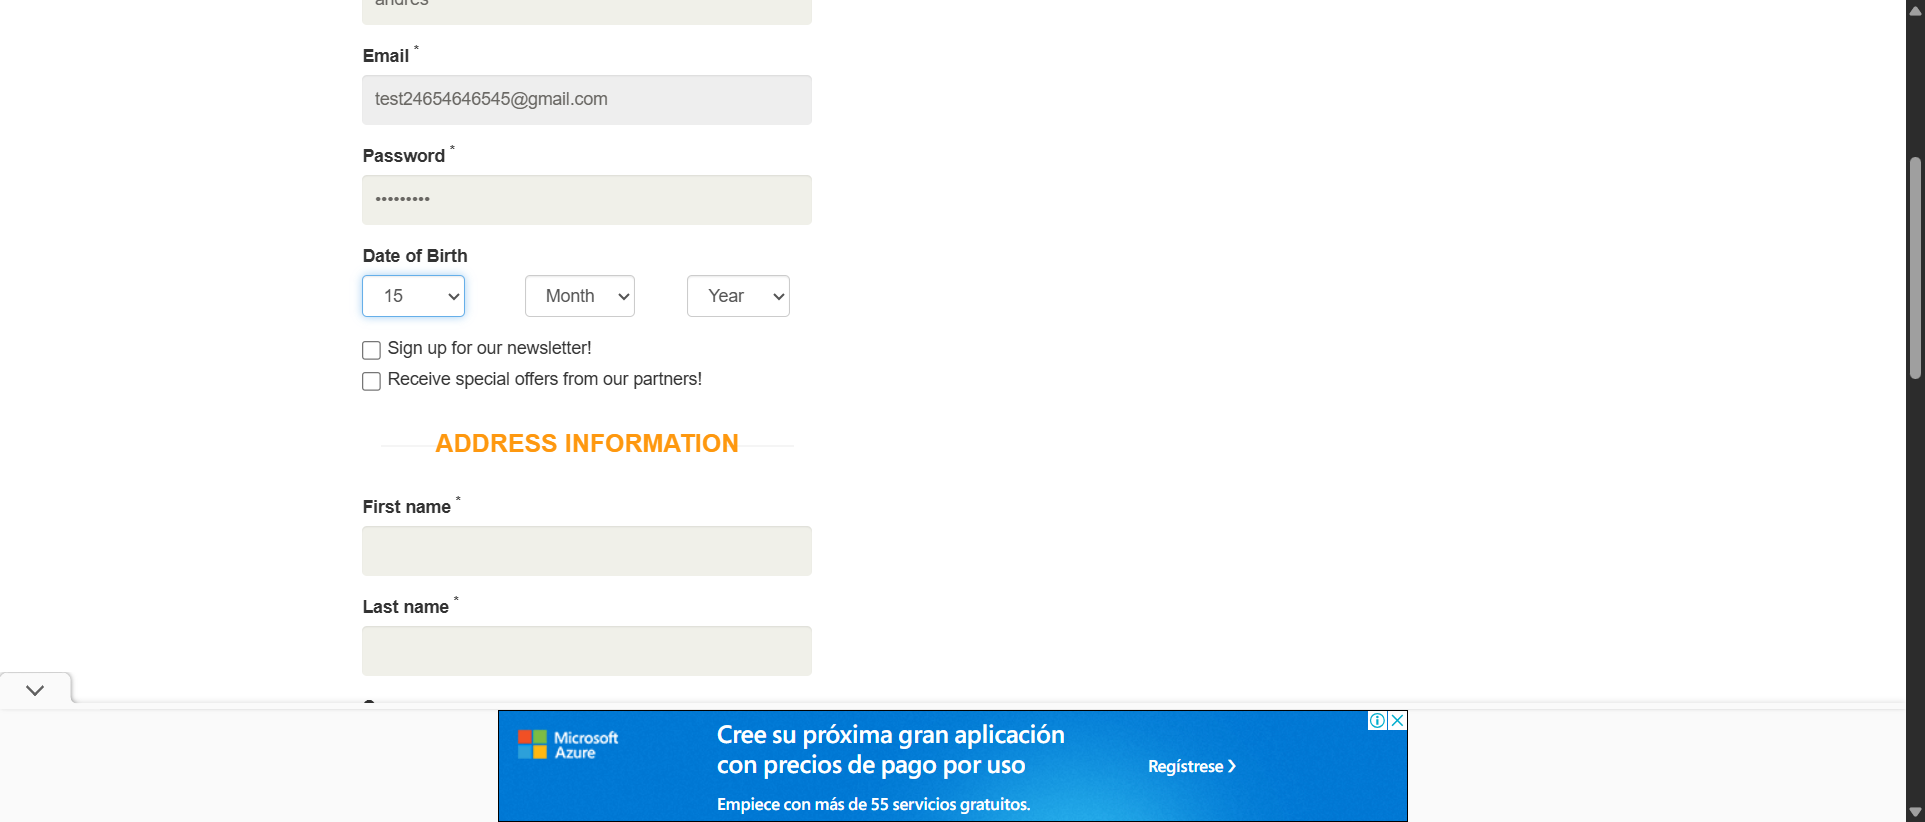 andres
Email *
test24654646545@gmail.com
Password *
•••••••••
Date of Birth
15 Month Year
Sign up for our newsletter!
Receive special offers from our partners!
ADDRESS INFORMATION
First name *
Last name *
Microsoft
Azure
Cree su próxima gran aplicación
con precios de pago por uso
Empiece con más de 55 servicios gratuitos.
Regístrese